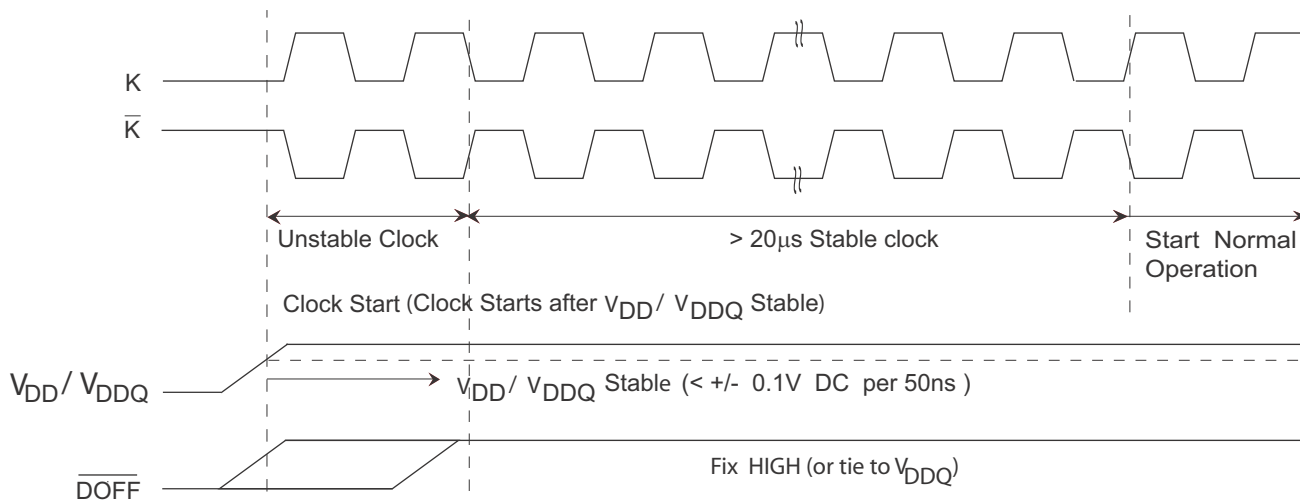 K
K̅
Unstable Clock
> 20μs Stable clock
Start Normal
Operation
Clock Start (Clock Starts after VDD / VDDQ Stable)
VDD / VDDQ
VDD / VDDQ Stable (< +/- 0.1V DC per 50ns )
Fix HIGH (or tie to VDDQ)
D̅O̅F̅F̅